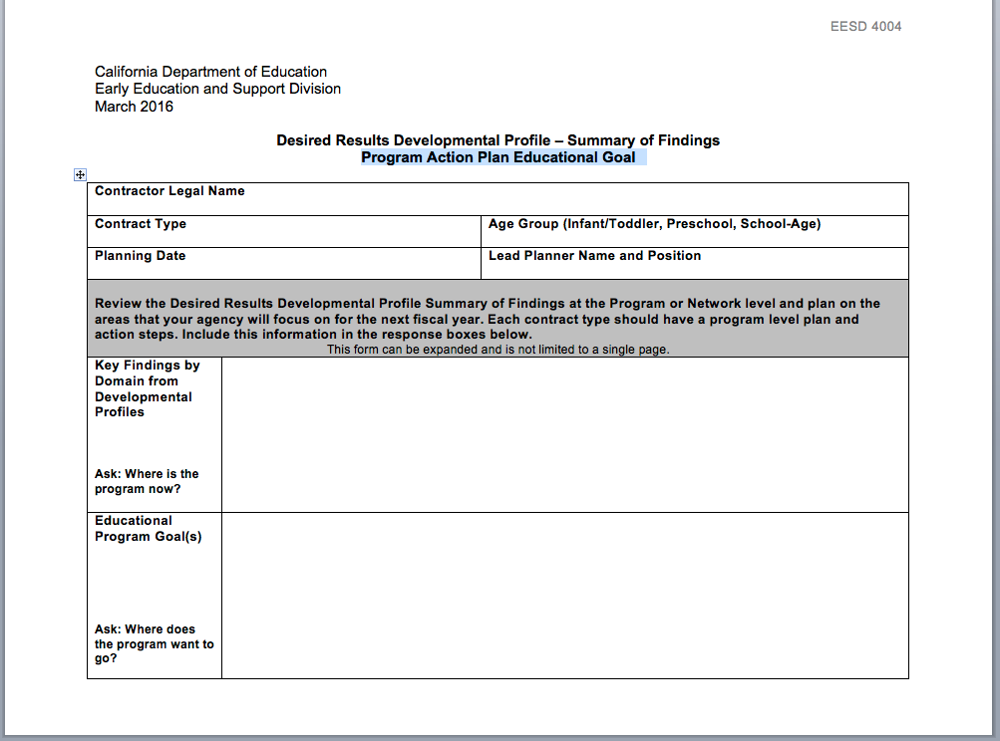 EESD 4004
California Department of Education
Early Education and Support Division
March 2016
Desired Results Developmental Profile – Summary of Findings
Program Action Plan Educational Goal
Contractor Legal Name
Contract Type
Age Group (Infant/Toddler, Preschool, School-Age)
Planning Date
Lead Planner Name and Position
Review the Desired Results Developmental Profile Summary of Findings at the Program or Network level and plan on the
areas that your agency will focus on for the next fiscal year. Each contract type should have a program level plan and
action steps. Include this information in the response boxes below.
This form can be expanded and is not limited to a single page.
Key Findings by
Domain from
Developmental
Profiles
Ask: Where is the
program now?
Educational
Program Goal(s)
Ask: Where does
the program want to
go?